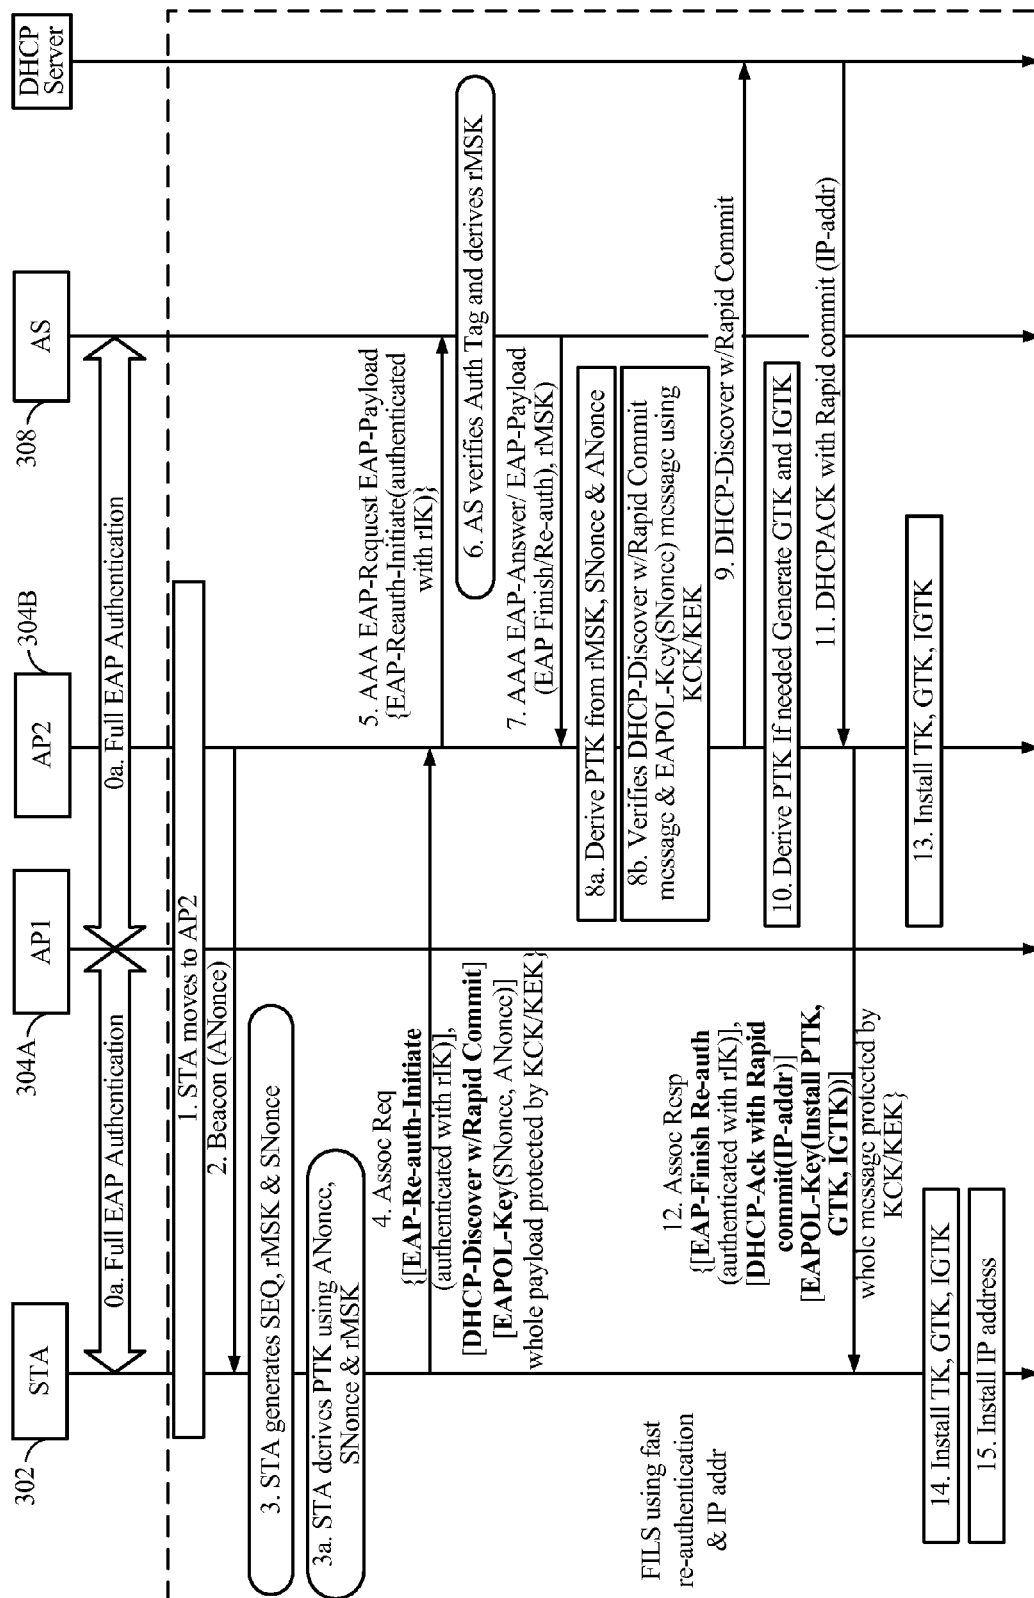 STA
302
AP1
304A
AP2
304B
AS
308
DHCP
Server
0a. Full EAP Authentication
0a. Full EAP Authentication
1. STA moves to AP2
2. Beacon (ANonce)
3. STA generates SEQ, rMSK & SNonce
3a. STA derives PTK using ANonce,
SNonce & rMSK
4. Assoc Req
{[EAP-Re-auth-Initiate
(authenticated with rIK)],
[DHCP-Discover w/Rapid Commit]
[EAPOL-Key(SNonce, ANonce)]
whole payload protected by KCK/KEK}
5. AAA EAP-Request EAP-Payload
{EAP-Reauth-Initiate(authenticated
with rIK)}
6. AS verifies Auth Tag and derives rMSK
7. AAA EAP-Answer/ EAP-Payload
(EAP Finish/Re-auth), rMSK)
8a. Derive PTK from rMSK, SNonce & ANonce
8b. Verifies DHCP-Discover w/Rapid Commit
message & EAPOL-Key(SNonce) message using
KCK/KEK
9. DHCP-Discover w/Rapid Commit
10. Derive PTK If needed Generate GTK and IGTK
11. DHCPACK with Rapid commit (IP-addr)
12. Assoc Resp
{[EAP-Finish Re-auth
(authenticated with rIK)],
[DHCP-Ack with Rapid
commit(IP-addr)]
[EAPOL-Key(Install PTK,
GTK, IGTK))]
whole message protected by
KCK/KEK}
FILS using fast
re-authentication
& IP addr
13. Install TK, GTK, IGTK
14. Install TK, GTK, IGTK
15. Install IP address